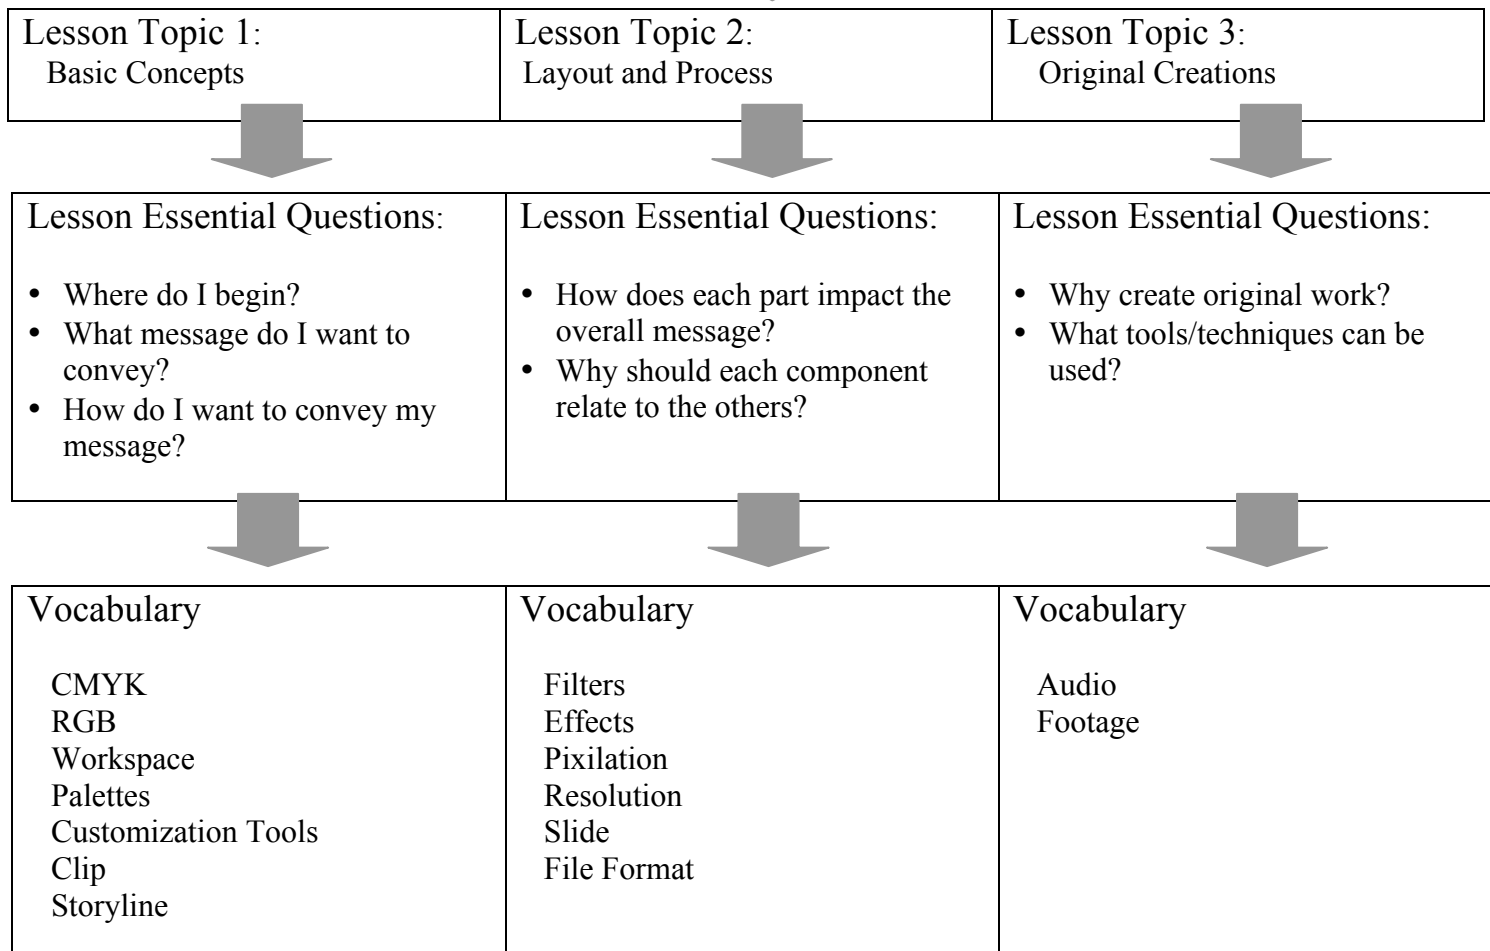 Lesson Topic 1:
Basic Concepts
Lesson Topic 2:
Layout and Process
Lesson Topic 3:
Original Creations
Lesson Essential Questions:
• Where do I begin?
• What message do I want to
convey?
• How do I want to convey my
message?
Lesson Essential Questions:
• How does each part impact the
overall message?
• Why should each component
relate to the others?
Lesson Essential Questions:
• Why create original work?
• What tools/techniques can be
used?
Vocabulary
CMYK
RGB
Workspace
Palettes
Customization Tools
Clip
Storyline
Vocabulary
Filters
Effects
Pixilation
Resolution
Slide
File Format
Vocabulary
Audio
Footage